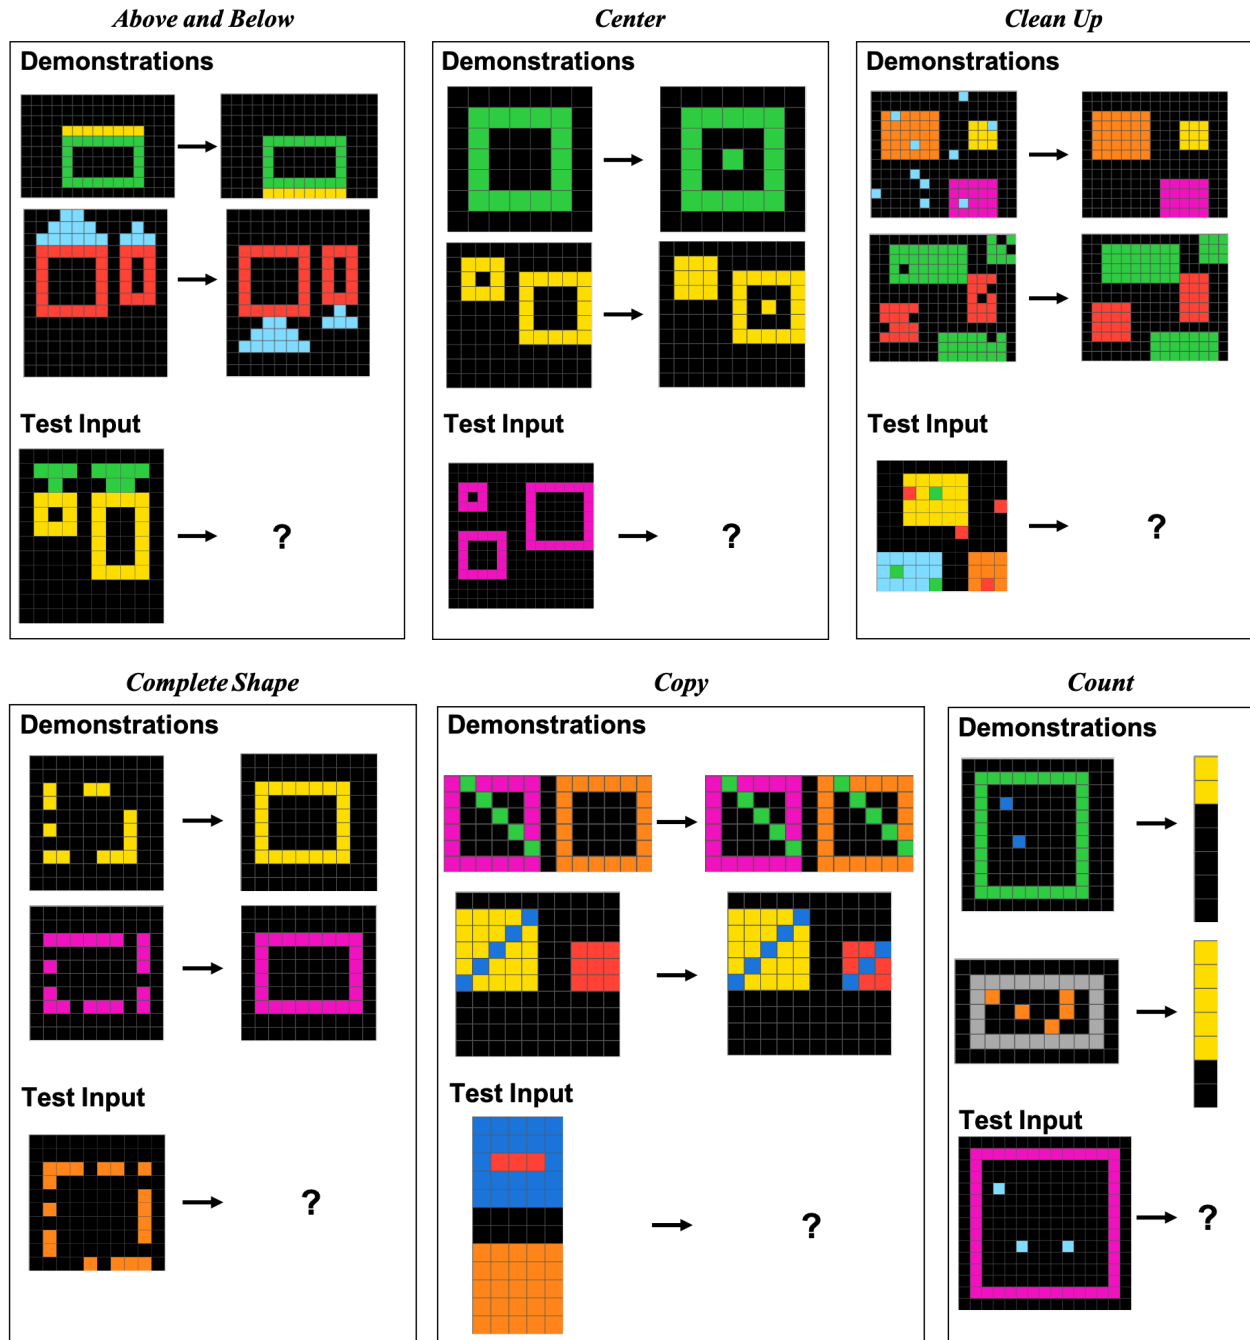 Above and Below
Center
Clean Up
Demonstrations
Demonstrations
Demonstrations
Test Input
Test Input
Test Input
?
?
?
Complete Shape
Copy
Count
Demonstrations
Demonstrations
Demonstrations
Test Input
Test Input
Test Input
?
?
?